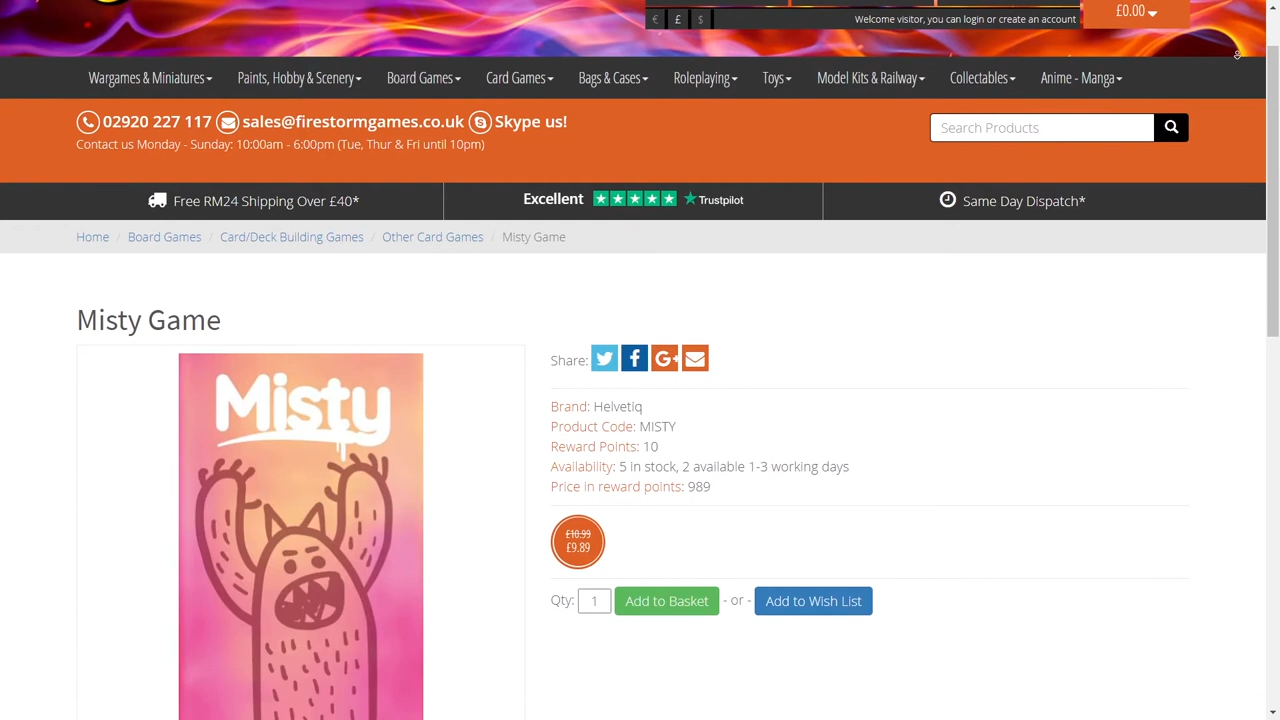 € £ $ Welcome visitor, you can login or create an account £0.00
Wargames & Miniatures Paints, Hobby & Scenery Board Games Card Games Bags & Cases Roleplaying Toys Model Kits & Railway Collectables Anime - Manga
02920 227 117 sales@firestormgames.co.uk Skype us!
Contact us Monday - Sunday: 10:00am - 6:00pm (Tue, Thur & Fri until 10pm)
Search Products
Free RM24 Shipping Over £40* Excellent Trustpilot Same Day Dispatch*
Home / Board Games / Card/Deck Building Games / Other Card Games / Misty Game
Misty Game
Misty
Share: G+
Brand: Helvetiq
Product Code: MISTY
Reward Points: 10
Availability: 5 in stock, 2 available 1-3 working days
Price in reward points: 989
£10.99
£9.89
Qty: 1 Add to Basket - or - Add to Wish List